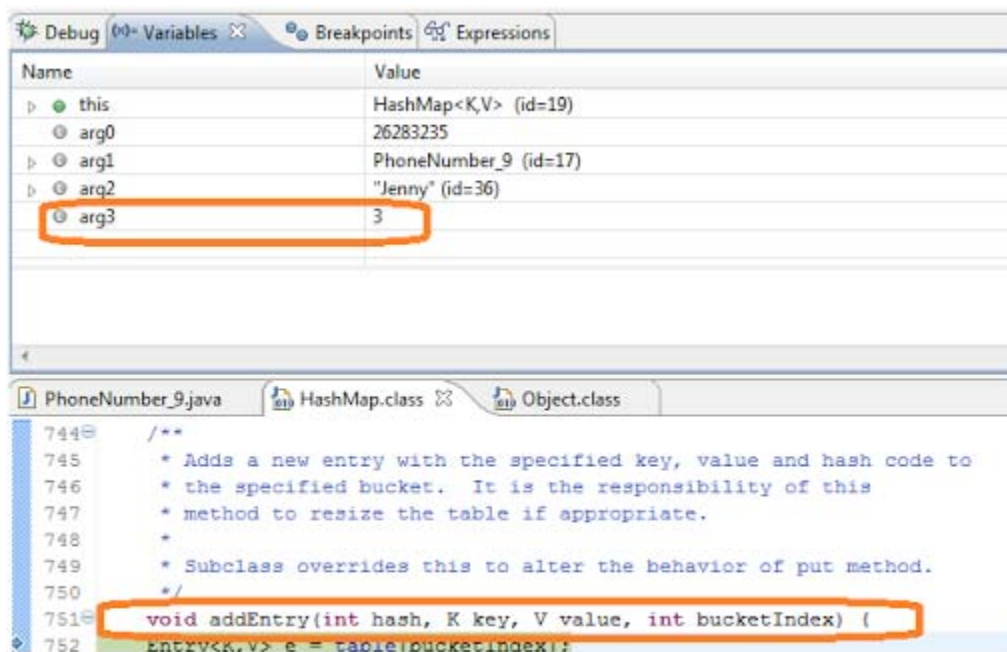 Debug (x)= Variables Breakpoints Expressions
Name Value
this HashMap<K,V> (id=19)
arg0 26283235
arg1 PhoneNumber_9 (id=17)
arg2 "Jenny" (id=36)
arg3 3
PhoneNumber_9.java HashMap.class Object.class
744 /**
745 * Adds a new entry with the specified key, value and hash code to
746 * the specified bucket. It is the responsibility of this
747 * method to resize the table if appropriate.
748 *
749 * Subclass overrides this to alter the behavior of put method.
750 */
751 void addEntry(int hash, K key, V value, int bucketIndex) {
752 Entry<K,V> e = table[bucketIndex];